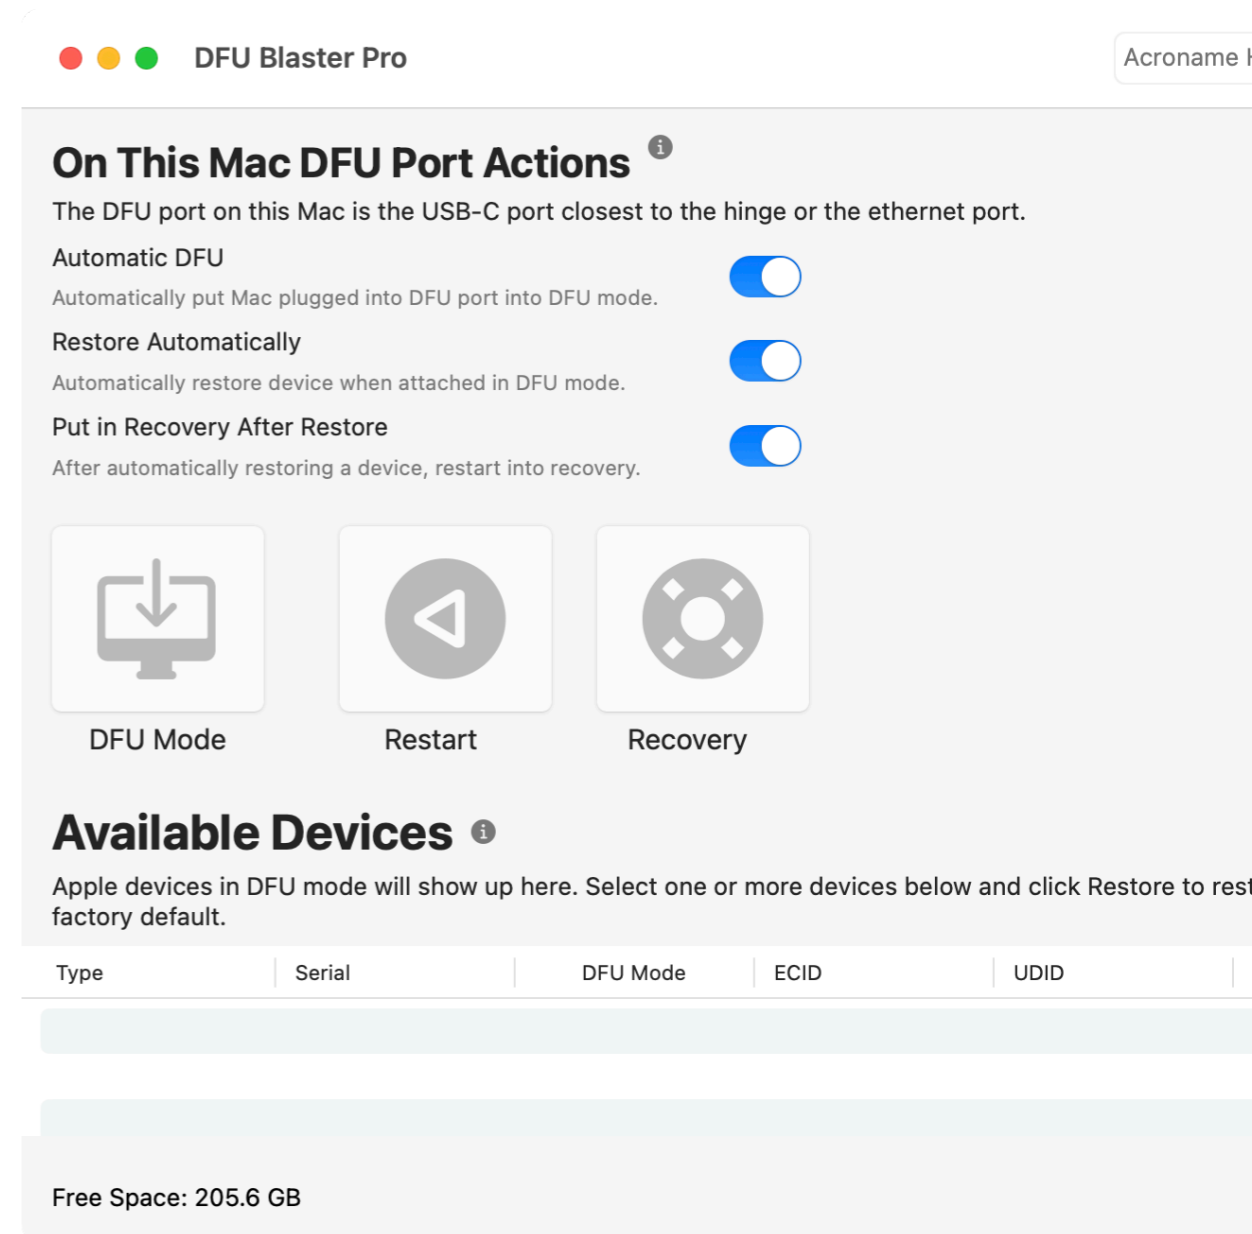 DFU Blaster Pro
Acroname
On This Mac DFU Port Actions
The DFU port on this Mac is the USB-C port closest to the hinge or the ethernet port.
Automatic DFU
Automatically put Mac plugged into DFU port into DFU mode.
Restore Automatically
Automatically restore device when attached in DFU mode.
Put in Recovery After Restore
After automatically restoring a device, restart into recovery.
DFU Mode
Restart
Recovery
Available Devices
Apple devices in DFU mode will show up here. Select one or more devices below and click Restore to
factory default.
Type
Serial
DFU Mode
ECID
UDID
Free Space: 205.6 GB